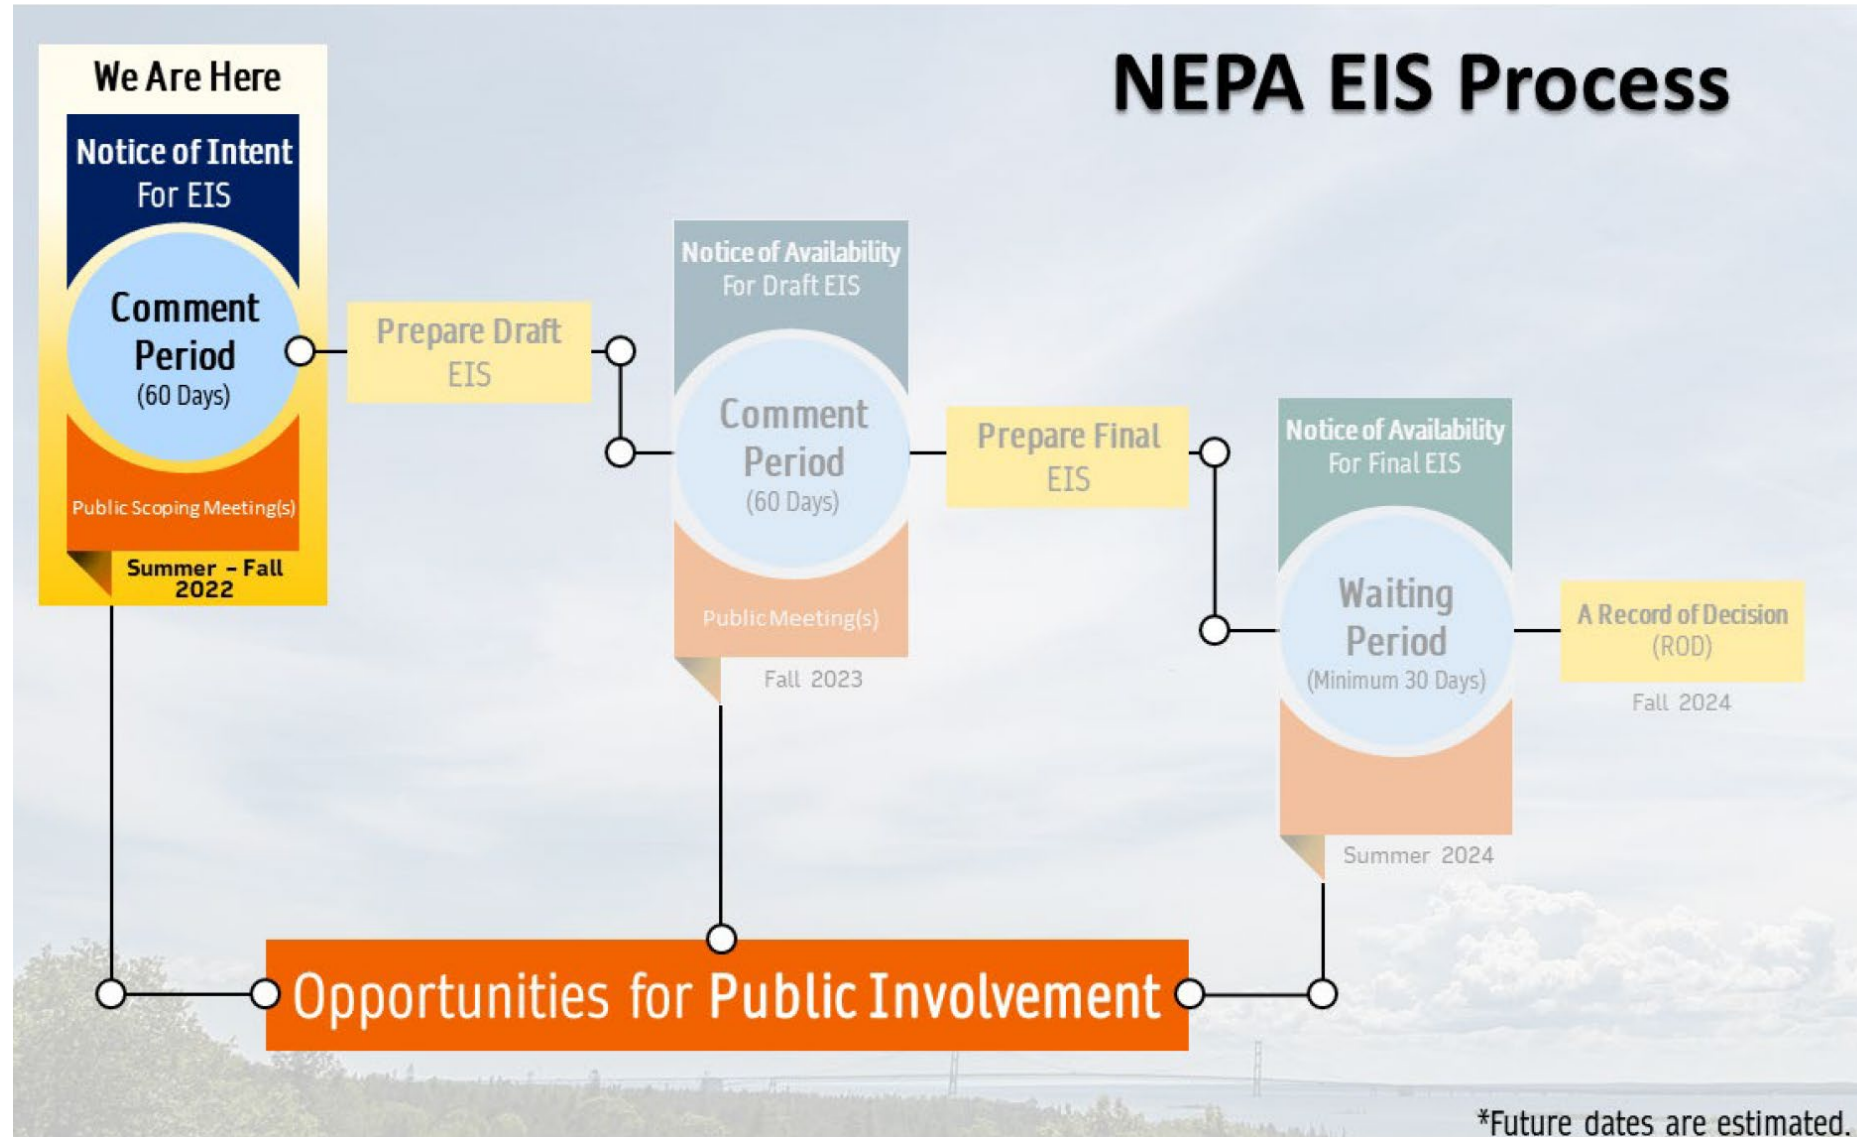 NEPA EIS Process
We Are Here
Notice of Intent
For EIS
Comment
Period
(60 Days)
Public Scoping Meeting(s)
Summer – Fall
2022
Prepare Draft
EIS
Notice of Availability
For Draft EIS
Comment
Period
(60 Days)
Public Meeting(s)
Fall 2023
Prepare Final
EIS
Notice of Availability
For Final EIS
Waiting
Period
(Minimum 30 Days)
Summer 2024
A Record of Decision
(ROD)
Fall 2024
Opportunities for Public Involvement
*Future dates are estimated.